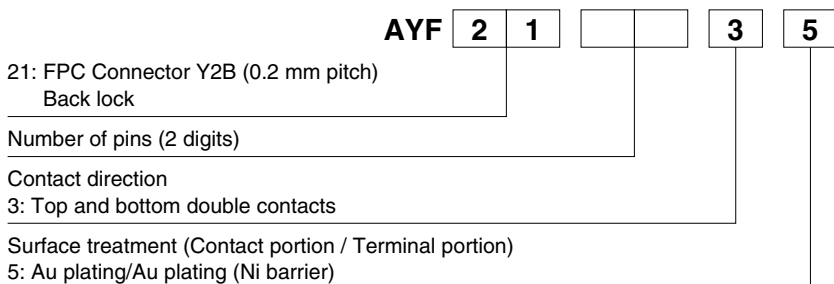 AYF 2 1 3 5
21: FPC Connector Y2B (0.2 mm pitch)
Back lock
Number of pins (2 digits)
Contact direction
3: Top and bottom double contacts
Surface treatment (Contact portion / Terminal portion)
5: Au plating/Au plating (Ni barrier)